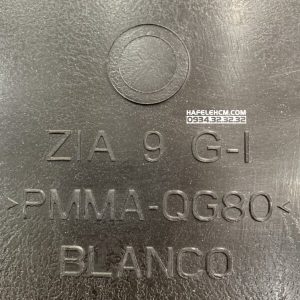 HAFELEHCM.COM
0934.32.32.32
ZIA 9 G-I
>PMMA-QG80<
BLANCO